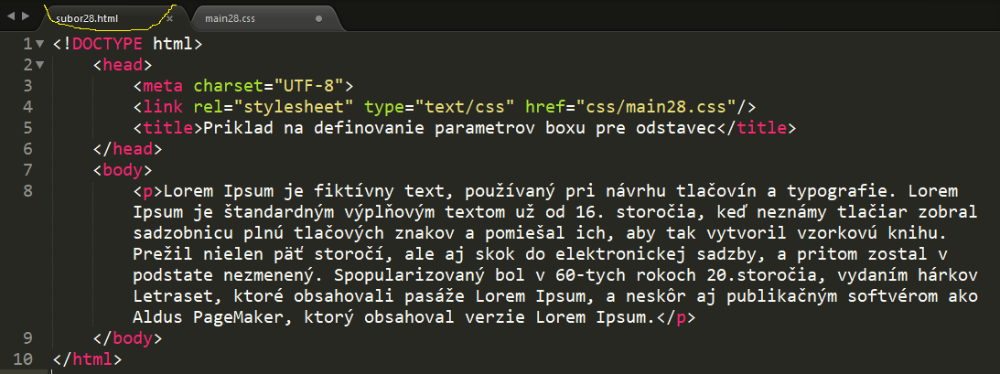 subor28.html × main28.css
1 <!DOCTYPE html>
2 <head>
3 <meta charset="UTF-8">
4 <link rel="stylesheet" type="text/css" href="css/main28.css"/>
5 <title>Priklad na definovanie parametrov boxu pre odstavec</title>
6 </head>
7 <body>
8 <p>Lorem Ipsum je fiktívny text, používaný pri návrhu tlačovín a typografie. Lorem
Ipsum je štandardným výplňovým textom už od 16. storočia, keď neznámy tlačiar zobral
sadzobnicu plnú tlačových znakov a pomiešal ich, aby tak vytvoril vzorkovú knihu.
Prežil nielen päť storočí, ale aj skok do elektronickej sadzby, a pritom zostal v
podstate nezmenený. Spopularizovaný bol v 60-tych rokoch 20.storočia, vydaním hárkov
Letraset, ktoré obsahovali pasáže Lorem Ipsum, a neskôr aj publikačným softvérom ako
Aldus PageMaker, ktorý obsahoval verzie Lorem Ipsum.</p>
9 </body>
10 </html>